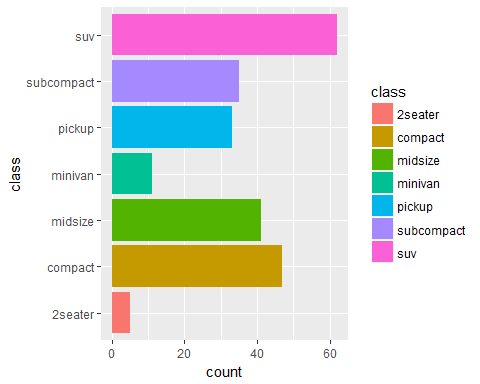 suv
subcompact
pickup
minivan
midsize
compact
2seater
class
0 20 40 60
count
class
2seater
compact
midsize
minivan
pickup
subcompact
suv